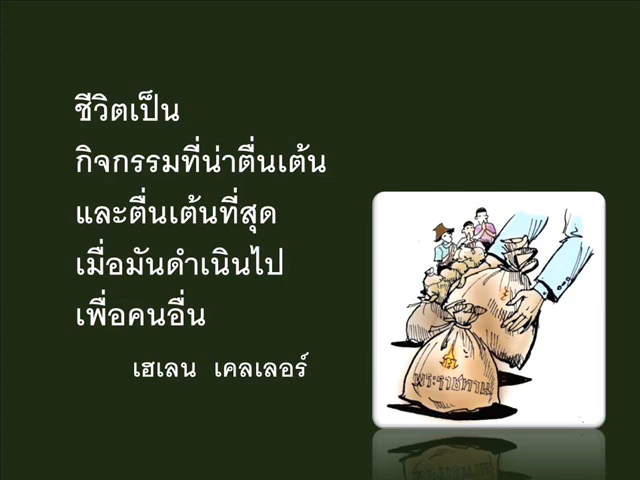 ชีวิตเป็น
กิจกรรมที่น่าตื่นเต้น
และตื่นเต้นที่สุด
เมื่อมันดำเนินไป
เพื่อคนอื่น
เฮเลน เคลเลอร์
พระราชทาน